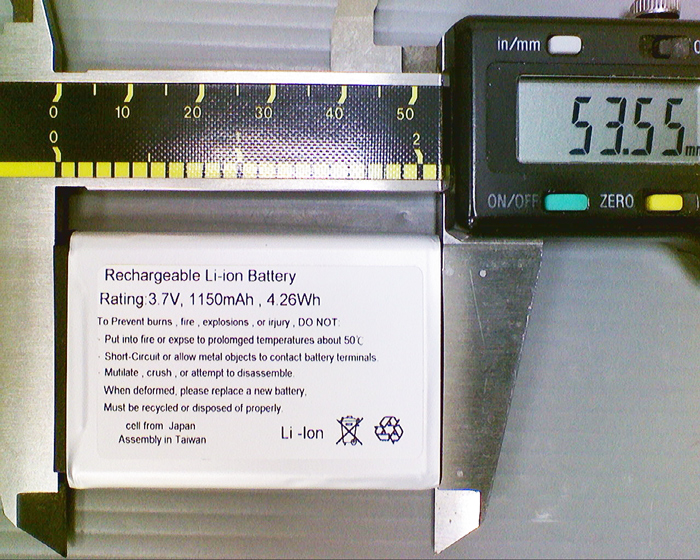 in/mm
0 10 20 30 40 50
0 2
53.55
mm
ON/OFF ZERO
Rechargeable Li-ion Battery
Rating:3.7V, 1150mAh , 4.26Wh
To Prevent burns , fire , explosions , or irjury , DO NOT:
· Put into fire or expse to prolomged temperatures about 50℃
· Short-Circuit or allow metal objects to contact battery terminals.
· Mutilate , crush , or attempt to disassemble.
When deformed, please replace a new battery.
Must be recycled or disposed of properly.
cell from Japan
Assembly in Taiwan
Li -Ion